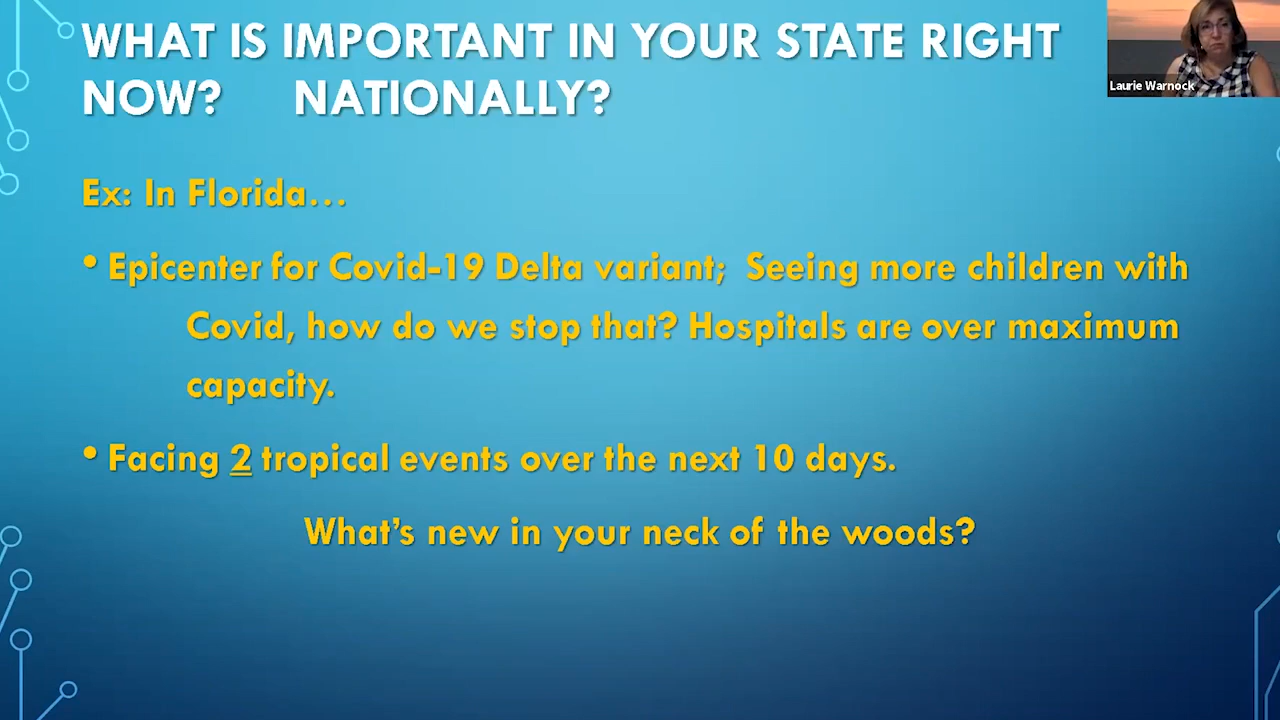 WHAT IS IMPORTANT IN YOUR STATE RIGHT
NOW? NATIONALLY?
Laurie Warnock
Ex: In Florida…
• Epicenter for Covid-19 Delta variant; Seeing more children with
Covid, how do we stop that? Hospitals are over maximum
capacity.
• Facing 2 tropical events over the next 10 days.
What's new in your neck of the woods?